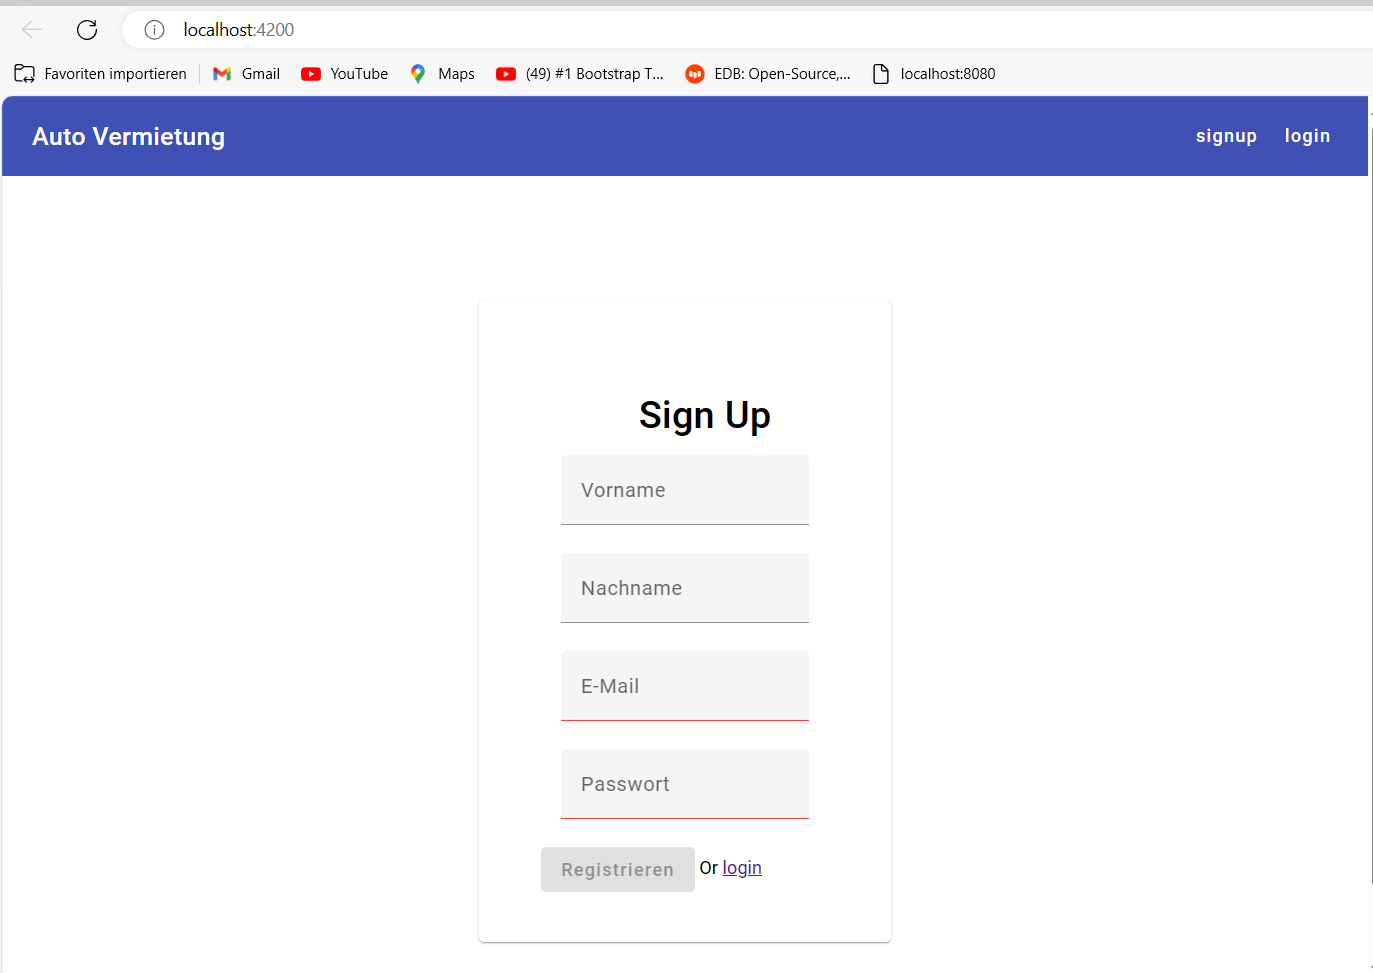 localhost:4200
Favoriten importieren Gmail YouTube Maps (49) #1 Bootstrap T... EDB: Open-Source,... localhost:8080
Auto Vermietung signup login
Sign Up
Vorname
Nachname
E-Mail
Passwort
Registrieren Or login